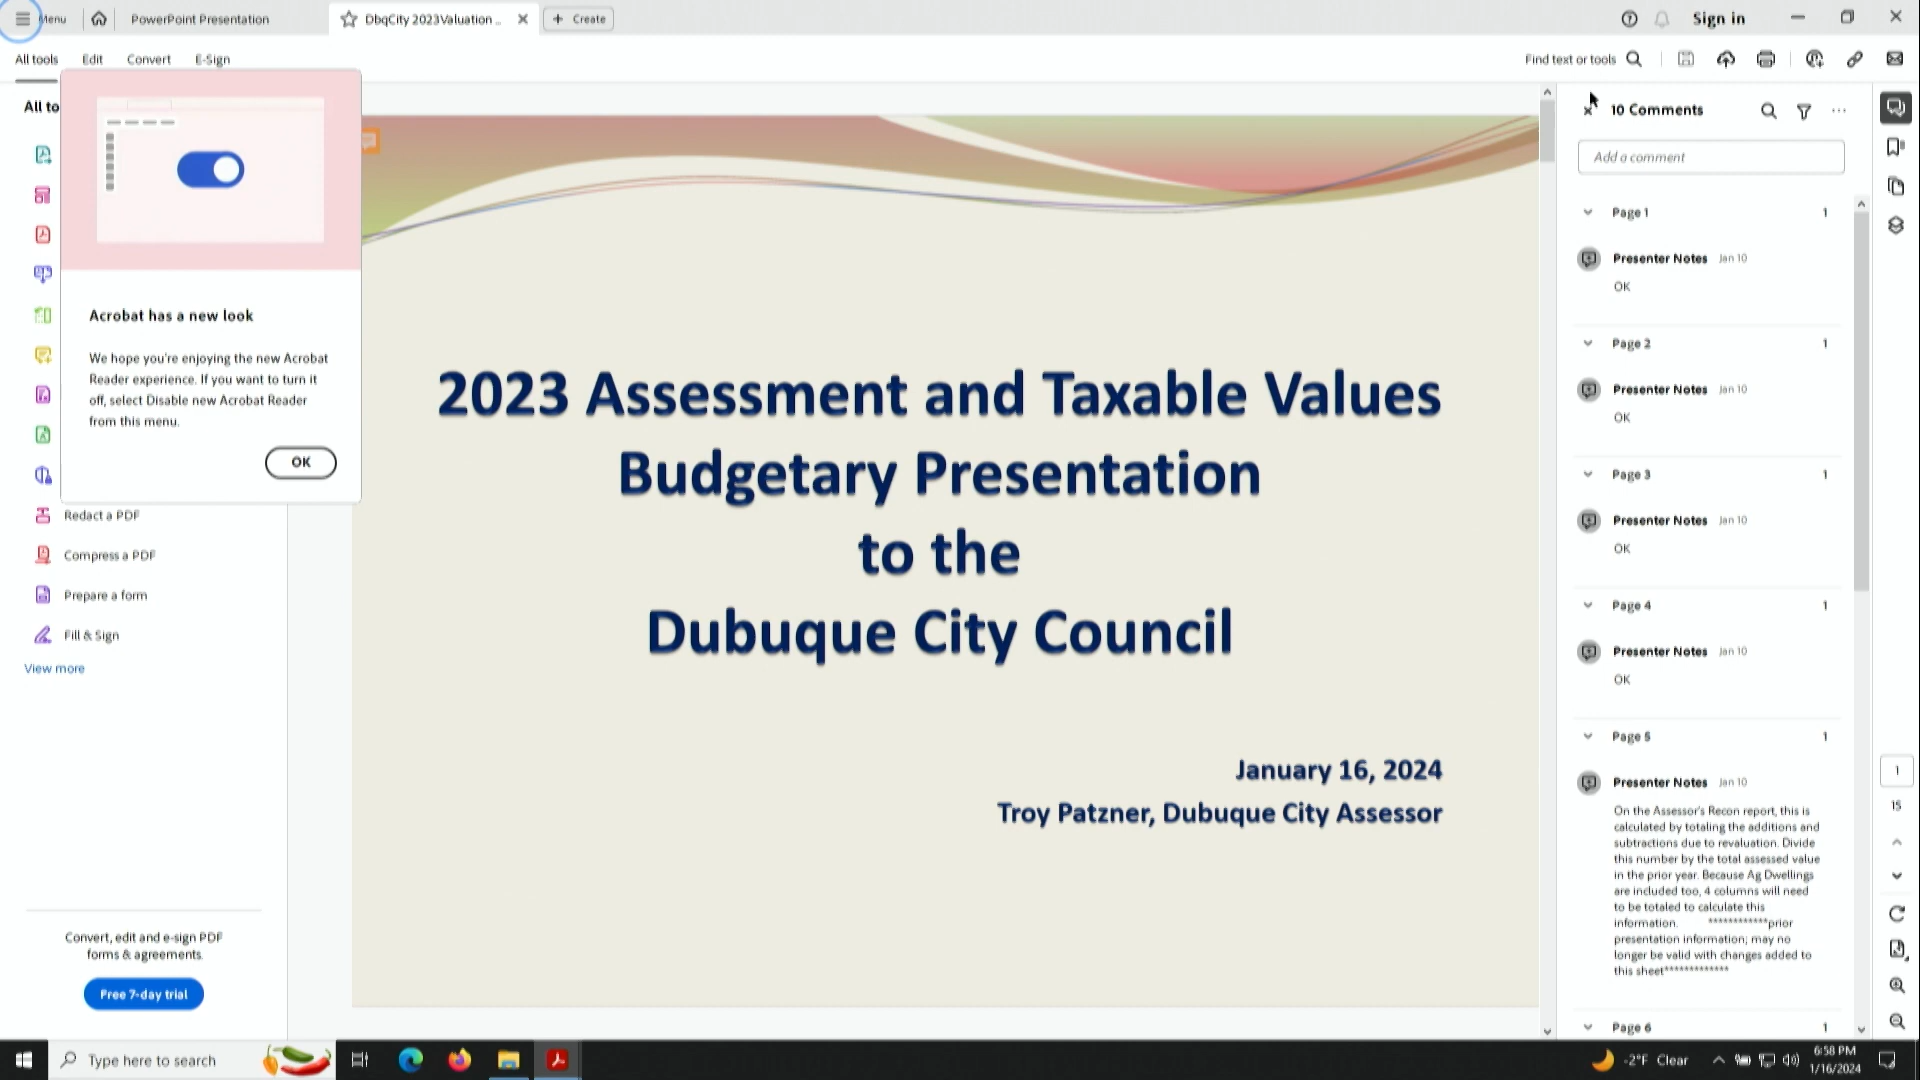 Menu
PowerPoint Presentation
DbqCity 2023Valuation ...
Create
Sign in
All tools
Edit
Convert
E-Sign
Find text or tools
All to
Acrobat has a new look
We hope you're enjoying the new Acrobat
Reader experience. If you want to turn it
off, select Disable new Acrobat Reader
from this menu.
OK
Redact a PDF
Compress a PDF
Prepare a form
Fill & Sign
View more
Convert, edit and e-sign PDF
forms & agreements
Free 7-day trial
2023 Assessment and Taxable Values
Budgetary Presentation
to the
Dubuque City Council
January 16, 2024
Troy Patzner, Dubuque City Assessor
10 Comments
Add a comment
Page 1 1
Presenter Notes Jan 10
OK
Page 2 1
Presenter Notes Jan 10
OK
Page 3 1
Presenter Notes Jan 10
OK
Page 4 1
Presenter Notes Jan 10
OK
Page 5 1
Presenter Notes Jan 10
On the Assessor's Recon report, this is
calculated by totaling the additions and
subtractions due to revaluation. Divide
this number by the total assessed value
in the prior year. Because Ag Dwellings
are included too, 4 columns will need
to be totaled to calculate this
information. ************prior
presentation information; may no
longer be valid with changes added to
this sheet*************
Page 6 1
1
15
Type here to search
-2°F Clear
6:58 PM
1/16/2024